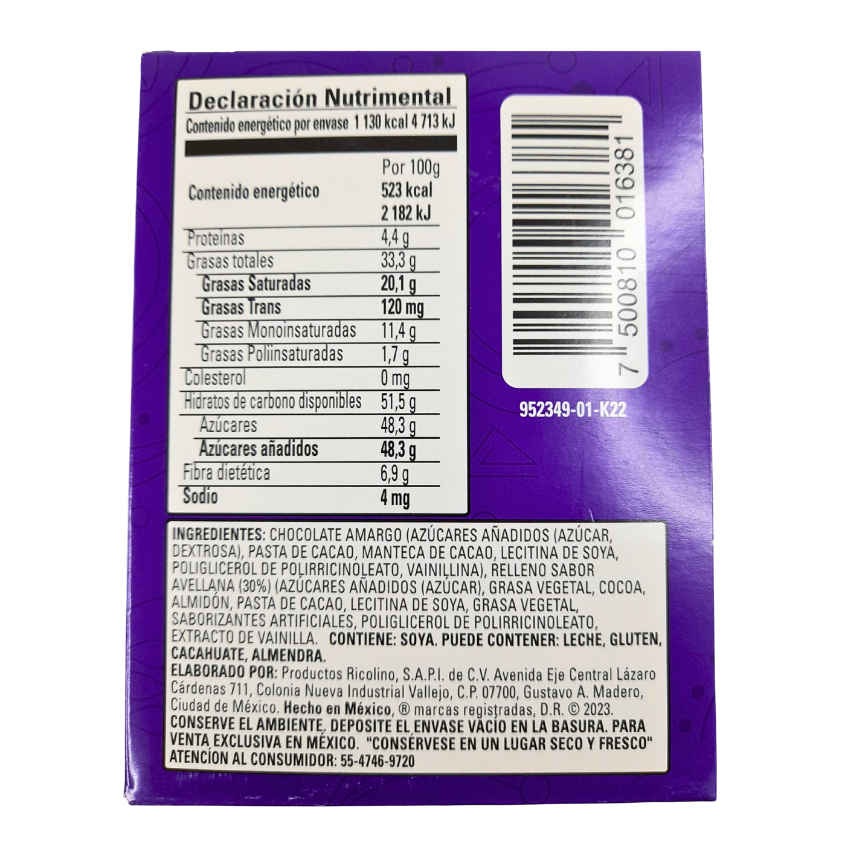 Declaración Nutrimental
Contenido energético por envase 1 130 kcal 4 713 kJ
Por 100g
Contenido energético 523 kcal
2 182 kJ
Proteínas 4,4 g
Grasas totales 33,3 g
Grasas Saturadas 20,1 g
Grasas Trans 120 mg
Grasas Monoinsaturadas 11,4 g
Grasas Poliinsaturadas 1,7 g
Colesterol 0 mg
Hidratos de carbono disponibles 51,5 g
Azúcares 48,3 g
Azúcares añadidos 48,3 g
Fibra dietética 6,9 g
Sodio 4 mg
7 500810 016381
952349-01-K22
INGREDIENTES: CHOCOLATE AMARGO (AZÚCARES AÑADIDOS (AZÚCAR,
DEXTROSA), PASTA DE CACAO, MANTECA DE CACAO, LECITINA DE SOYA,
POLIGLICEROL DE POLIRRICINOLEATO, VAINILLINA), RELLENO SABOR
AVELLANA (30%) (AZÚCARES AÑADIDOS (AZÚCAR), GRASA VEGETAL, COCOA,
ALMIDÓN, PASTA DE CACAO, LECITINA DE SOYA, GRASA VEGETAL,
SABORIZANTES ARTIFICIALES, POLIGLICEROL DE POLIRRICINOLEATO,
EXTRACTO DE VAINILLA. CONTIENE: SOYA. PUEDE CONTENER: LECHE, GLUTEN,
CACAHUATE, ALMENDRA.
ELABORADO POR: Productos Ricolino, S.A.P.I. de C.V. Avenida Eje Central Lázaro
Cárdenas 711, Colonia Nueva Industrial Vallejo, C.P. 07700, Gustavo A. Madero,
Ciudad de México. Hecho en México, ® marcas registradas, D.R. © 2023.
CONSERVE EL AMBIENTE, DEPOSITE EL ENVASE VACÍO EN LA BASURA. PARA
VENTA EXCLUSIVA EN MÉXICO. "CONSÉRVESE EN UN LUGAR SECO Y FRESCO"
ATENCIÓN AL CONSUMIDOR: 55-4746-9720